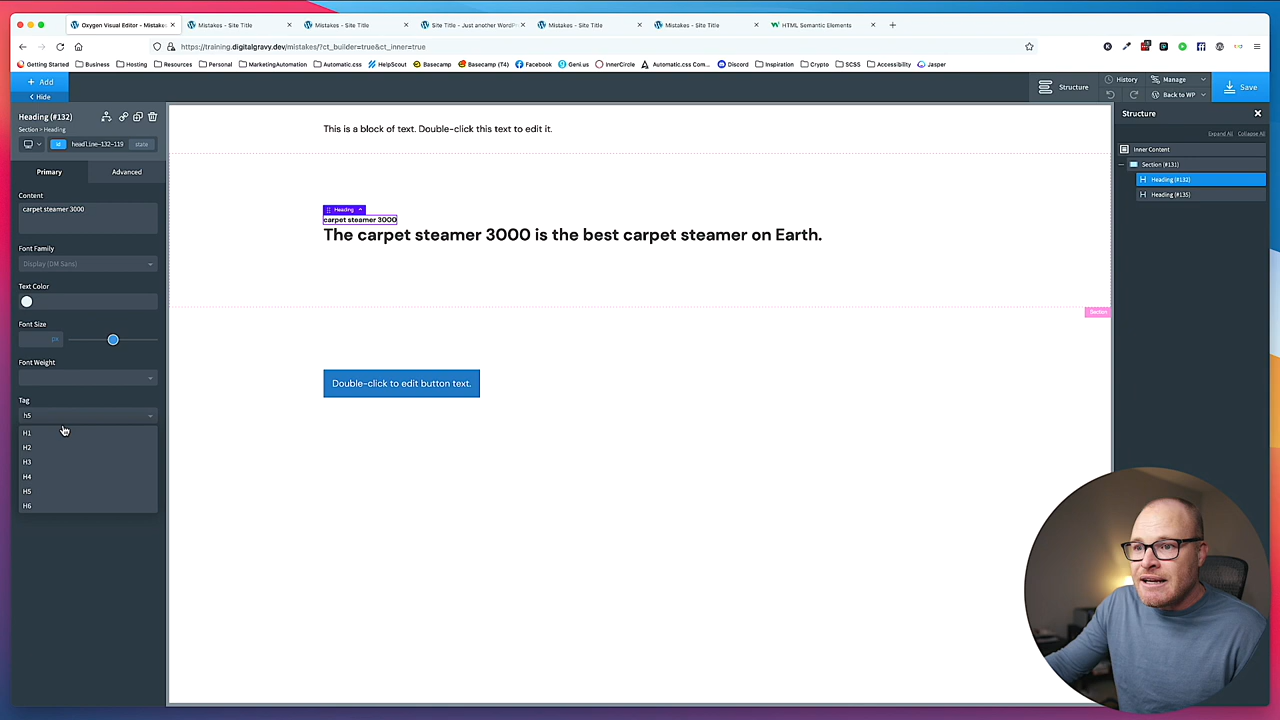 Oxygen Visual Editor - Mistakes
Mistakes - Site Title
Mistakes - Site Title
Site Title - Just another WordPr
Mistakes - Site Title
Mistakes - Site Title
HTML Semantic Elements
https://training.digitalgravy.dev/mistakes/?ct_builder=true&ct_inner=true
Getting Started
Business
Hosting
Resources
Personal
MarketingAutomation
Automatic.css
HelpScout
Basecamp
Basecamp (T4)
Facebook
Geni.us
InnerCircle
Automatic.css Com...
Discord
Inspiration
Crypto
SCSS
Accessibility
Jasper
+ Add
< Hide
Structure
History
Manage
Back to WP
Save
Heading (#132)
Section > Heading
id
headline-132-119
state
Primary
Advanced
Content
carpet steamer 3000
Font Family
Display (DM Sans)
Text Color
Font Size
px
Font Weight
Tag
h5
H1
H2
H3
H4
H5
H6
This is a block of text. Double-click this text to edit it.
Heading
carpet steamer 3000
The carpet steamer 3000 is the best carpet steamer on Earth.
Section
Double-click to edit button text.
Structure
Expand All
Collapse All
Inner Content
Section (#131)
Heading (#132)
Heading (#135)